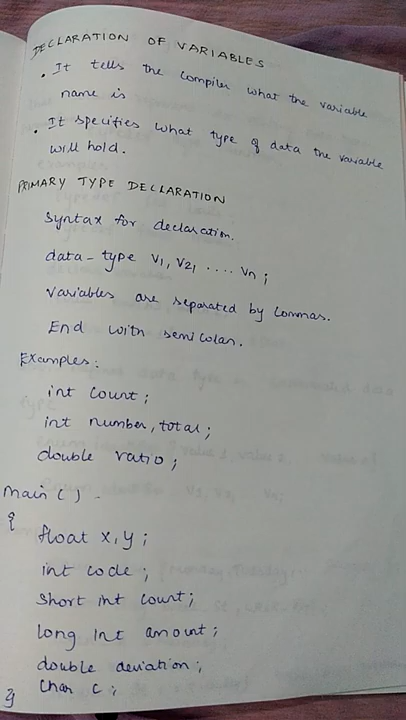 DECLARATION OF VARIABLES
. It tells the compiler what the variable
name is
. It specifies what type of data the variable
will hold.
PRIMARY TYPE DECLARATION
Syntax for declaration.
data-type V1, V2, .... Vn ;
Variables are separated by Commas.
End with semi colan.
Examples:
int count ;
int number, total ;
double ratio ;
main ( ) .
{
float x, y ;
int code ;
Short int count;
long int amount ;
double deviation ;
Char c ;
}